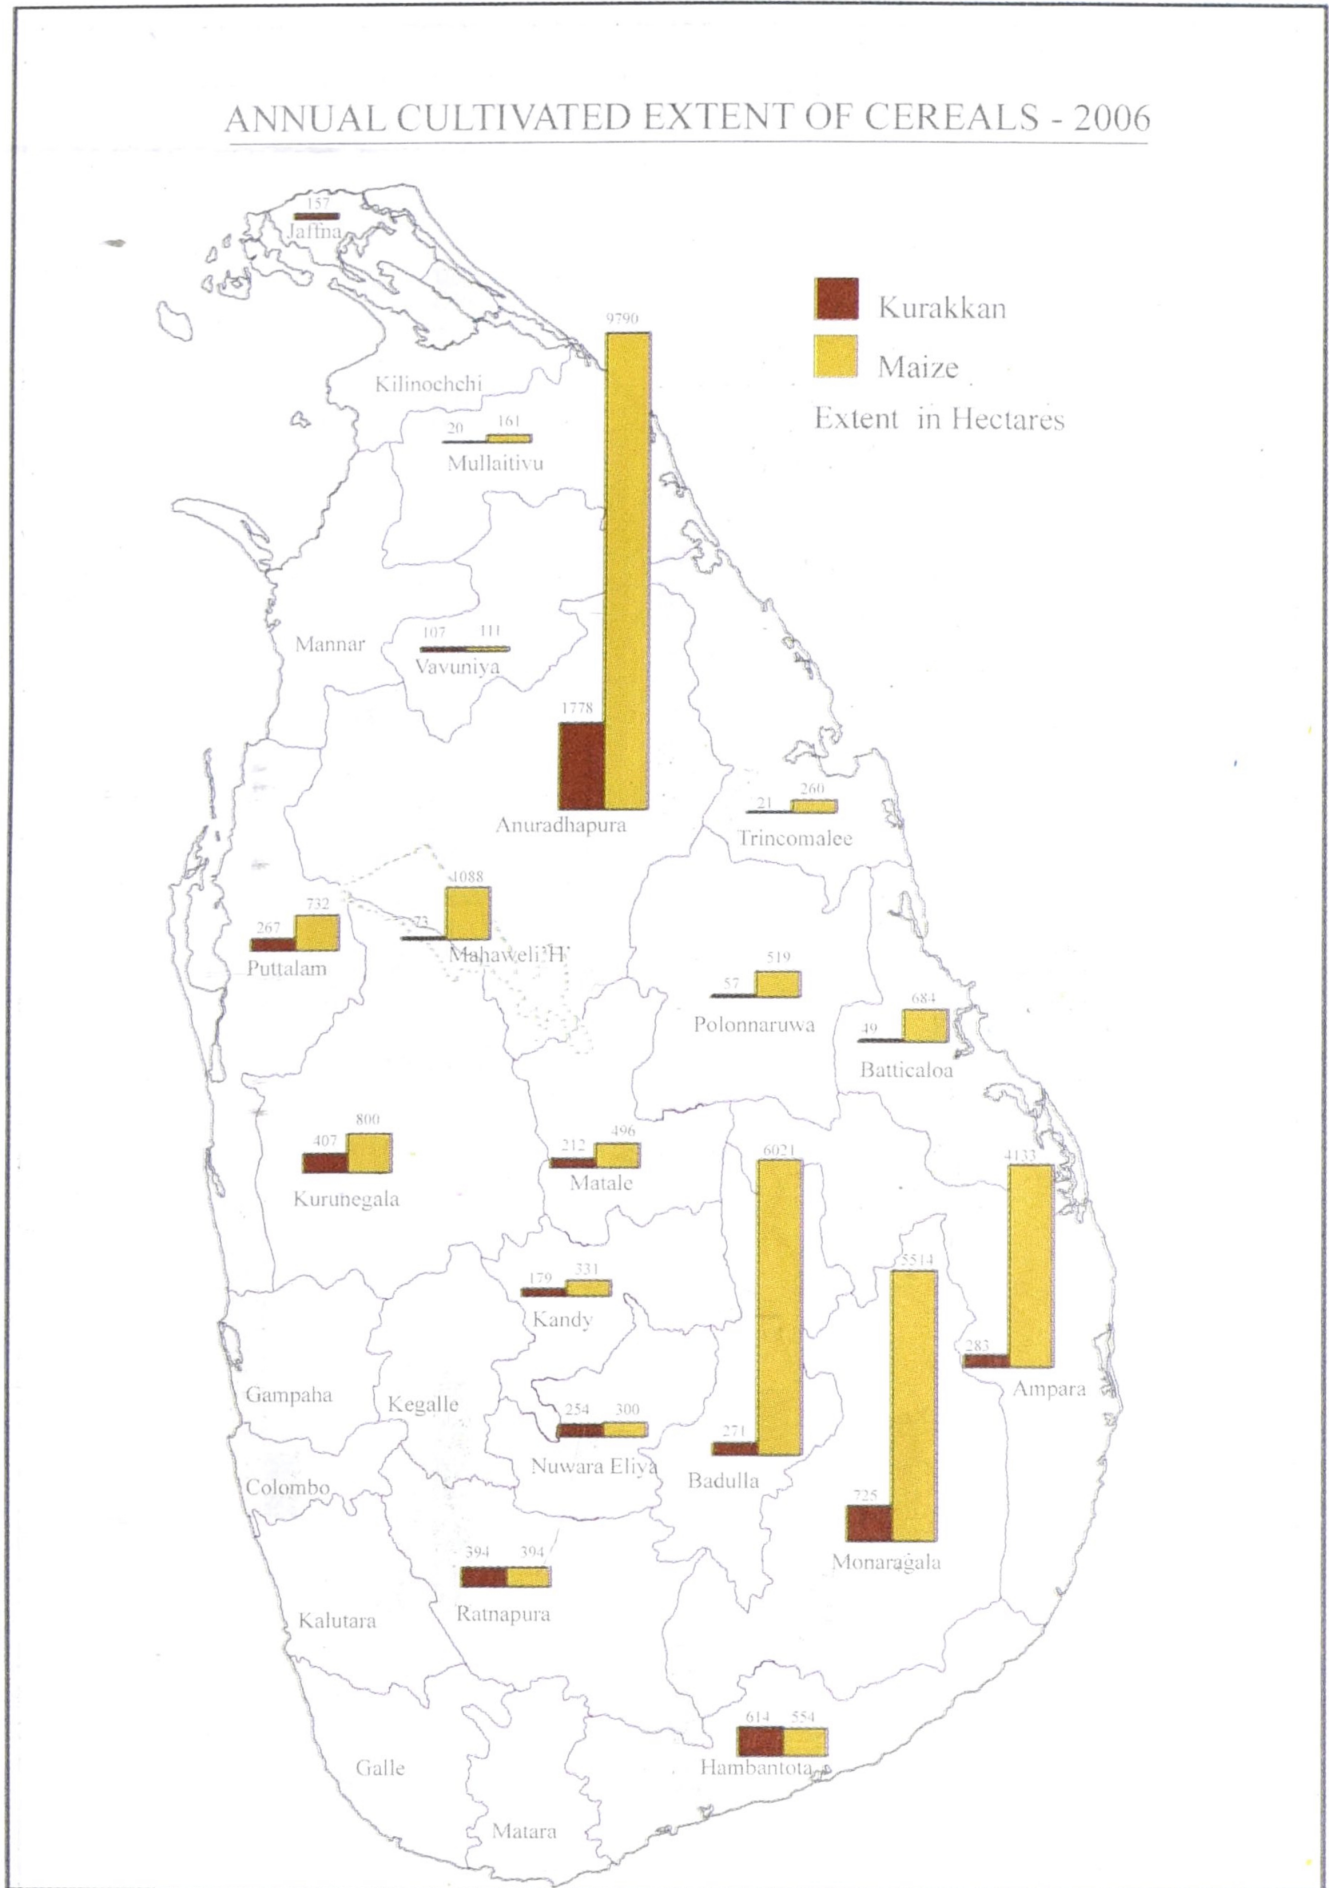 ANNUAL CULTIVATED EXTENT OF CEREALS - 2006
157
Jaffna
Kurakkan
Maize
Extent in Hectares
9790
Kilinochchi
20 161
Mullaitivu
Mannar
107 111
Vavuniya
1778
Anuradhapura
21 260
Trincomalee
267 732
Puttalam
73 1088
Mahaweli'H'
57 519
Polonnaruwa
49 684
Batticaloa
407 800
Kurunegala
212 496
Matale
6021
4133
179 331
Kandy
5514
283
Ampara
Gampaha
Kegalle
254 300
Nuwara Eliya
271
Badulla
Colombo
725
Monaragala
394 394
Ratnapura
Kalutara
614 554
Hambantota
Galle
Matara